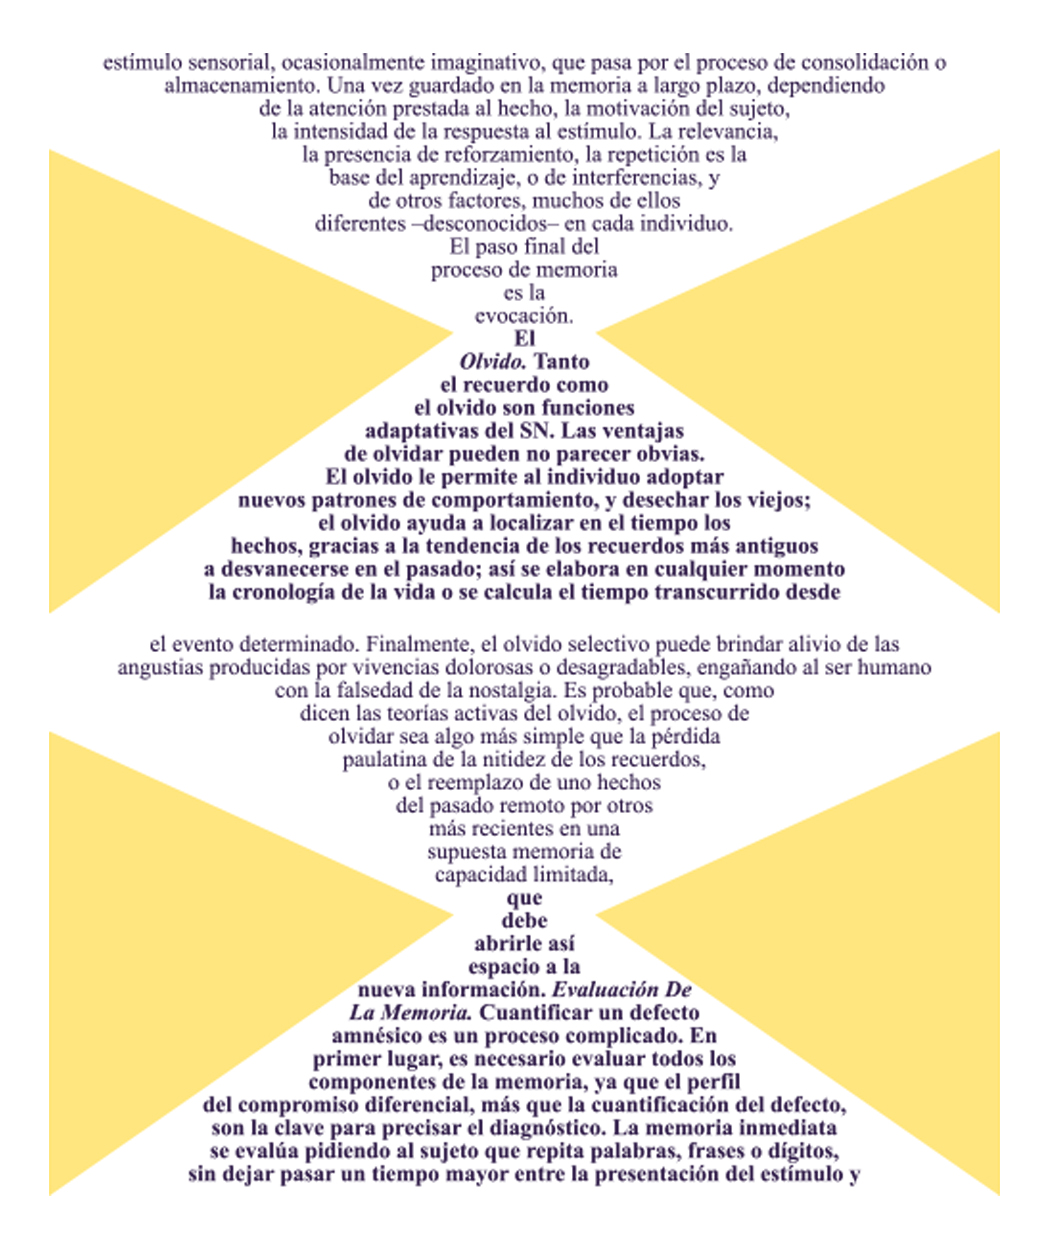 estímulo sensorial, ocasionalmente imaginativo, que pasa por el proceso de consolidación o
almacenamiento. Una vez guardado en la memoria a largo plazo, dependiendo
de la atención prestada al hecho, la motivación del sujeto,
la intensidad de la respuesta al estímulo. La relevancia,
la presencia de reforzamiento, la repetición es la
base del aprendizaje, o de interferencias, y
de otros factores, muchos de ellos
diferentes –desconocidos– en cada individuo.
El paso final del
proceso de memoria
es la
evocación.
El
Olvido. Tanto
el recuerdo como
el olvido son funciones
adaptativas del SN. Las ventajas
de olvidar pueden no parecer obvias.
El olvido le permite al individuo adoptar
nuevos patrones de comportamiento, y desechar los viejos;
el olvido ayuda a localizar en el tiempo los
hechos, gracias a la tendencia de los recuerdos más antiguos
a desvanecerse en el pasado; así se elabora en cualquier momento
la cronología de la vida o se calcula el tiempo transcurrido desde
el evento determinado. Finalmente, el olvido selectivo puede brindar alivio de las
angustias producidas por vivencias dolorosas o desagradables, engañando al ser humano
con la falsedad de la nostalgia. Es probable que, como
dicen las teorías activas del olvido, el proceso de
olvidar sea algo más simple que la pérdida
paulatina de la nitidez de los recuerdos,
o el reemplazo de uno hechos
del pasado remoto por otros
más recientes en una
supuesta memoria de
capacidad limitada,
que
debe
abrirle así
espacio a la
nueva información. Evaluación De
La Memoria. Cuantificar un defecto
amnésico es un proceso complicado. En
primer lugar, es necesario evaluar todos los
componentes de la memoria, ya que el perfil
del compromiso diferencial, más que la cuantificación del defecto,
son la clave para precisar el diagnóstico. La memoria inmediata
se evalúa pidiendo al sujeto que repita palabras, frases o dígitos,
sin dejar pasar un tiempo mayor entre la presentación del estímulo y